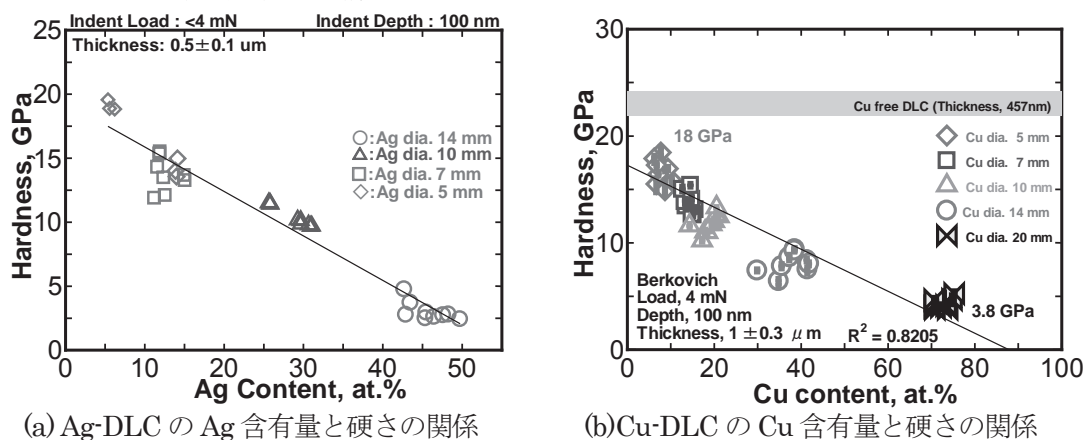 Indent Load : <4 mN Indent Depth : 100 nm
Thickness: 0.5±0.1 um
25
20
15
10
5
0
Hardness, GPa
○:Ag dia. 14 mm
△:Ag dia. 10 mm
□:Ag dia. 7 mm
◇:Ag dia. 5 mm
0 10 20 30 40 50
Ag Content, at.%
(a) Ag-DLC の Ag 含有量と硬さの関係
30
20
10
0
Hardness, GPa
Cu free DLC (Thickness, 457nm)
18 GPa
Cu dia. 5 mm
Cu dia. 7 mm
Cu dia. 10 mm
Cu dia. 14 mm
Cu dia. 20 mm
Berkovich
Load, 4 mN
Depth, 100 nm
Thickness, 1 ±0.3 μm
R² = 0.8205
3.8 GPa
0 20 40 60 80 100
Cu content, at.%
(b)Cu-DLC の Cu 含有量と硬さの関係